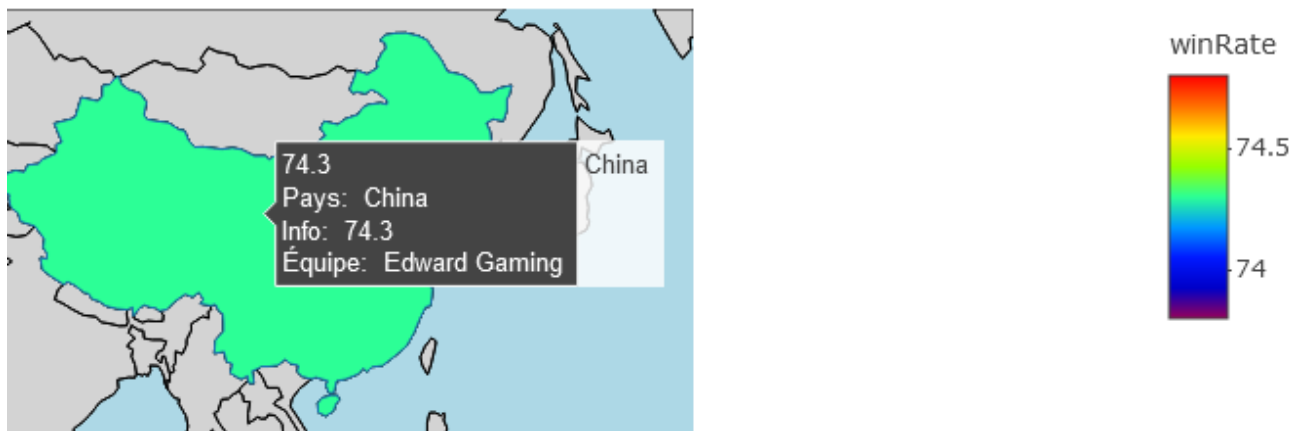 74.3
Pays: China
Info: 74.3
Équipe: Edward Gaming
China
winRate
74.5
74